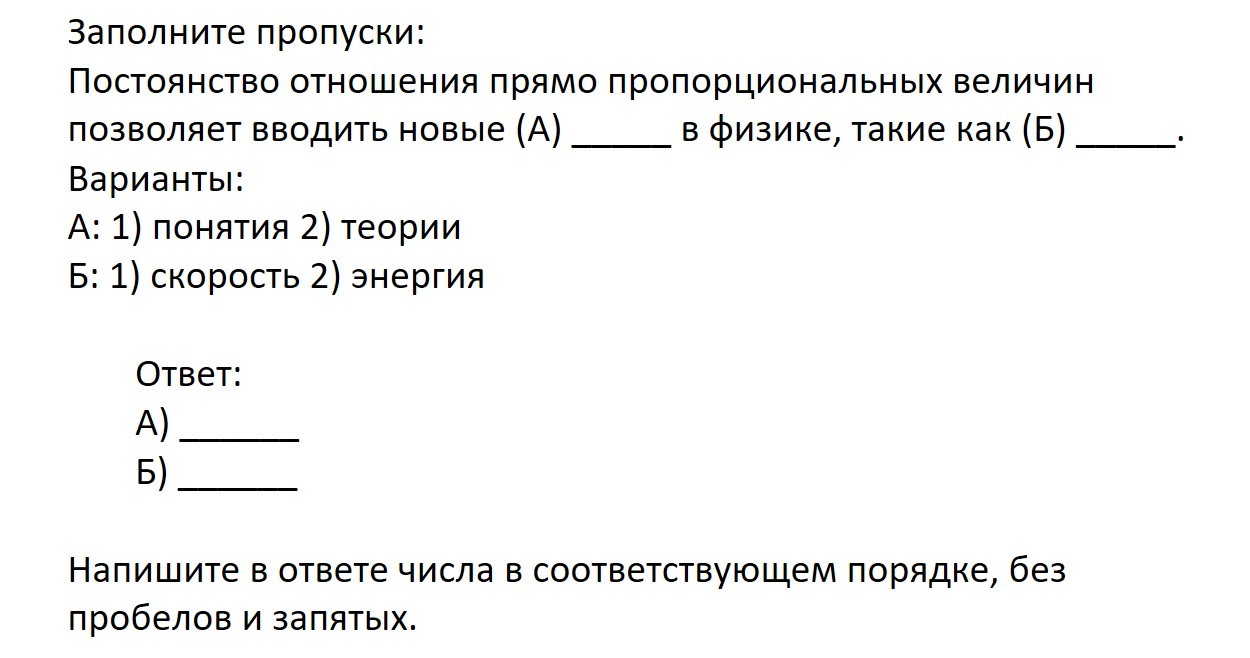 Заполните пропуски:
Постоянство отношения прямо пропорциональных величин
позволяет вводить новые (А) _____ в физике, такие как (Б) _____.
Варианты:
А: 1) понятия 2) теории
Б: 1) скорость 2) энергия
Ответ:
А) ______
Б) ______
Напишите в ответе числа в соответствующем порядке, без
пробелов и запятых.